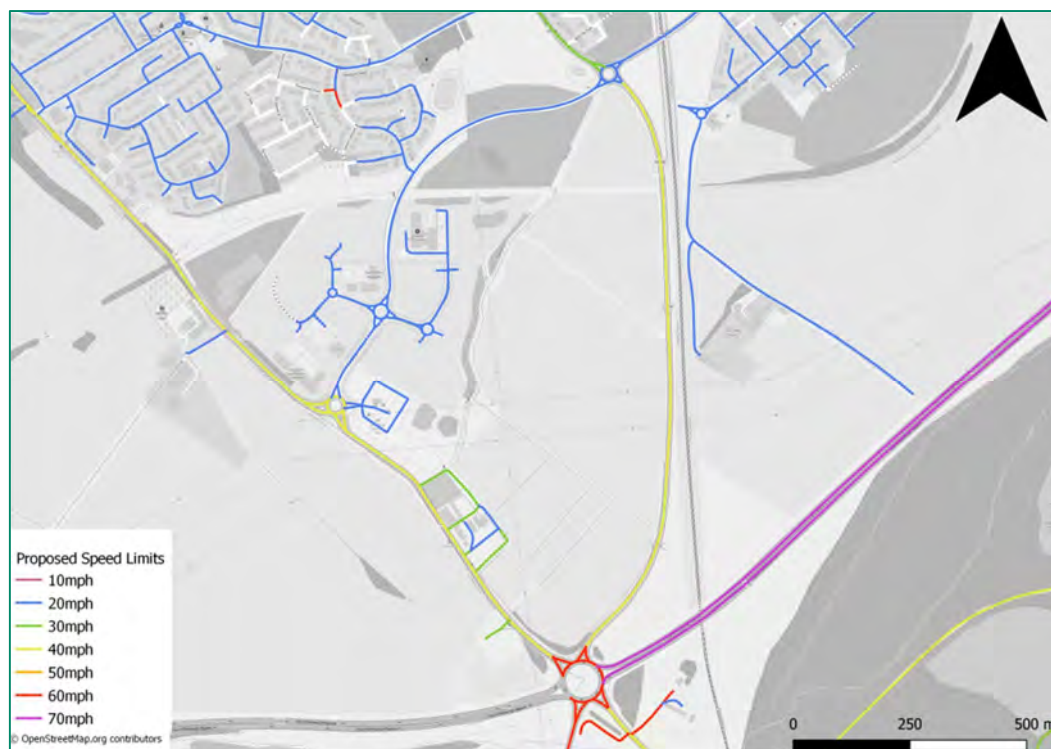 Proposed Speed Limits
10mph
20mph
30mph
40mph
50mph
60mph
70mph
© OpenStreetMap.org contributors
0 250 500 m